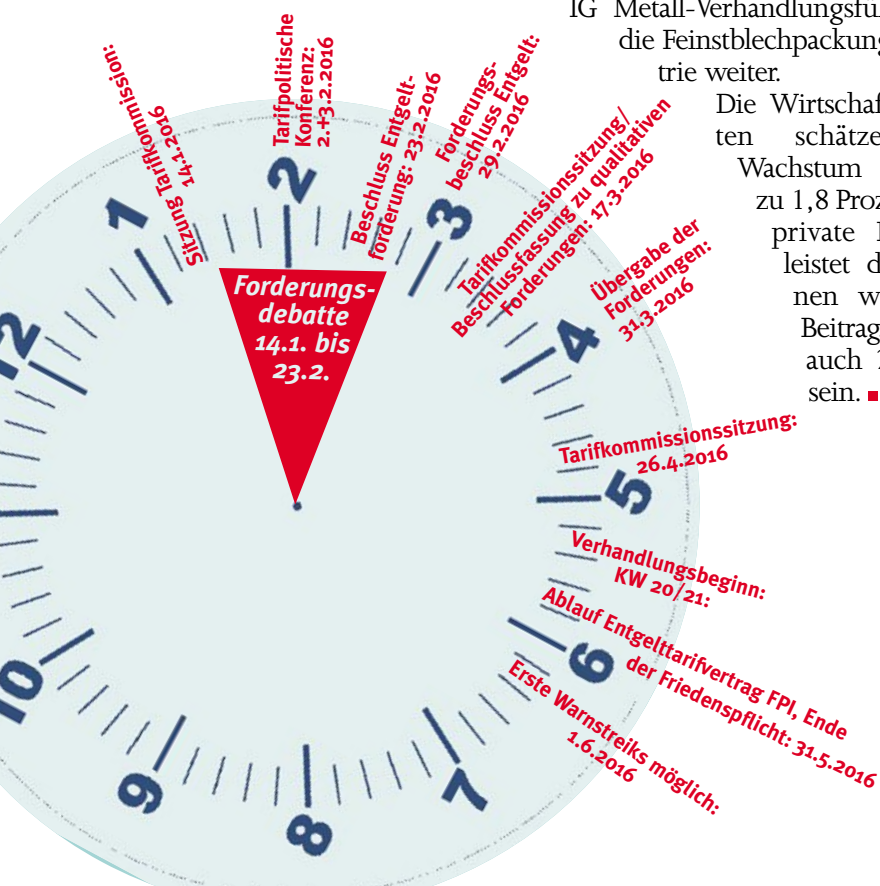 IG Metall-Verhandlungsfü
die Feinstblechpackung
trie weiter.
Die Wirtschaf
ten schätze
Wachstum
zu 1,8 Proz
private
leistet d
nen w
Beitrag
auch
sein.
Sitzung Tarifkommission:
14.1.2016
Tarifpolitische
Konferenz:
2.+3.2.2016
Beschluss Entgelt-
forderung: 23.2.2016
Forderungs-
beschluss Entgelt:
29.2.2016
Tarifkommissionssitzung/
Beschlussfassung zu qualitativen
Forderungen: 17.3.2016
Übergabe der
Forderungen:
31.3.2016
Tarifkommissionssitzung:
26.4.2016
Verhandlungsbeginn:
KW 20/21:
Ablauf Entgelttarifvertrag FPI, Ende
der Friedenspflicht: 31.5.2016
Erste Warnstreiks möglich:
1.6.2016
Forderungs-
debatte
14.1. bis
23.2.
1
2
3
4
5
6
7
8
9
10
12